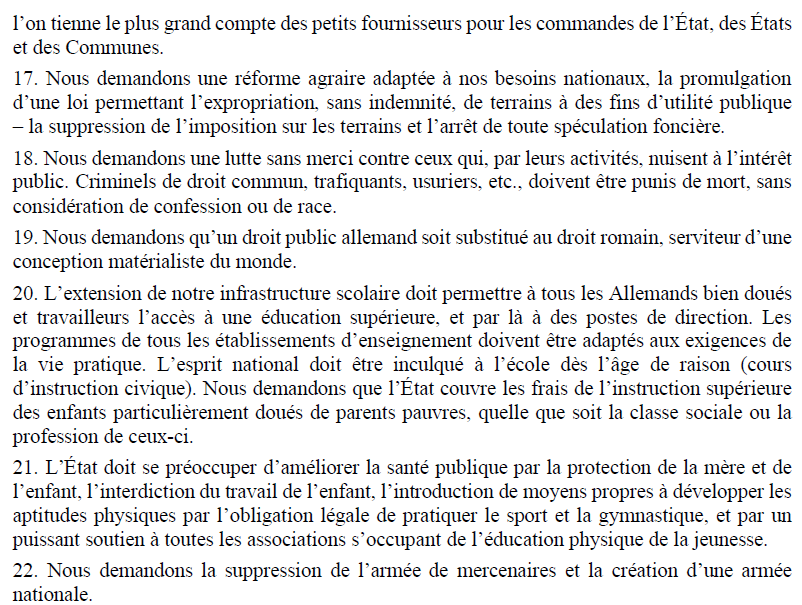 l’on tienne le plus grand compte des petits fournisseurs pour les commandes de l’État, des États
et des Communes.
17. Nous demandons une réforme agraire adaptée à nos besoins nationaux, la promulgation
d’une loi permettant l’expropriation, sans indemnité, de terrains à des fins d’utilité publique
– la suppression de l’imposition sur les terrains et l’arrêt de toute spéculation foncière.
18. Nous demandons une lutte sans merci contre ceux qui, par leurs activités, nuisent à l’intérêt
public. Criminels de droit commun, trafiquants, usuriers, etc., doivent être punis de mort, sans
considération de confession ou de race.
19. Nous demandons qu’un droit public allemand soit substitué au droit romain, serviteur d’une
conception matérialiste du monde.
20. L’extension de notre infrastructure scolaire doit permettre à tous les Allemands bien doués
et travailleurs l’accès à une éducation supérieure, et par là à des postes de direction. Les
programmes de tous les établissements d’enseignement doivent être adaptés aux exigences de
la vie pratique. L’esprit national doit être inculqué à l’école dès l’âge de raison (cours
d’instruction civique). Nous demandons que l’État couvre les frais de l’instruction supérieure
des enfants particulièrement doués de parents pauvres, quelle que soit la classe sociale ou la
profession de ceux-ci.
21. L’État doit se préoccuper d’améliorer la santé publique par la protection de la mère et de
l’enfant, l’interdiction du travail de l’enfant, l’introduction de moyens propres à développer les
aptitudes physiques par l’obligation légale de pratiquer le sport et la gymnastique, et par un
puissant soutien à toutes les associations s’occupant de l’éducation physique de la jeunesse.
22. Nous demandons la suppression de l’armée de mercenaires et la création d’une armée
nationale.